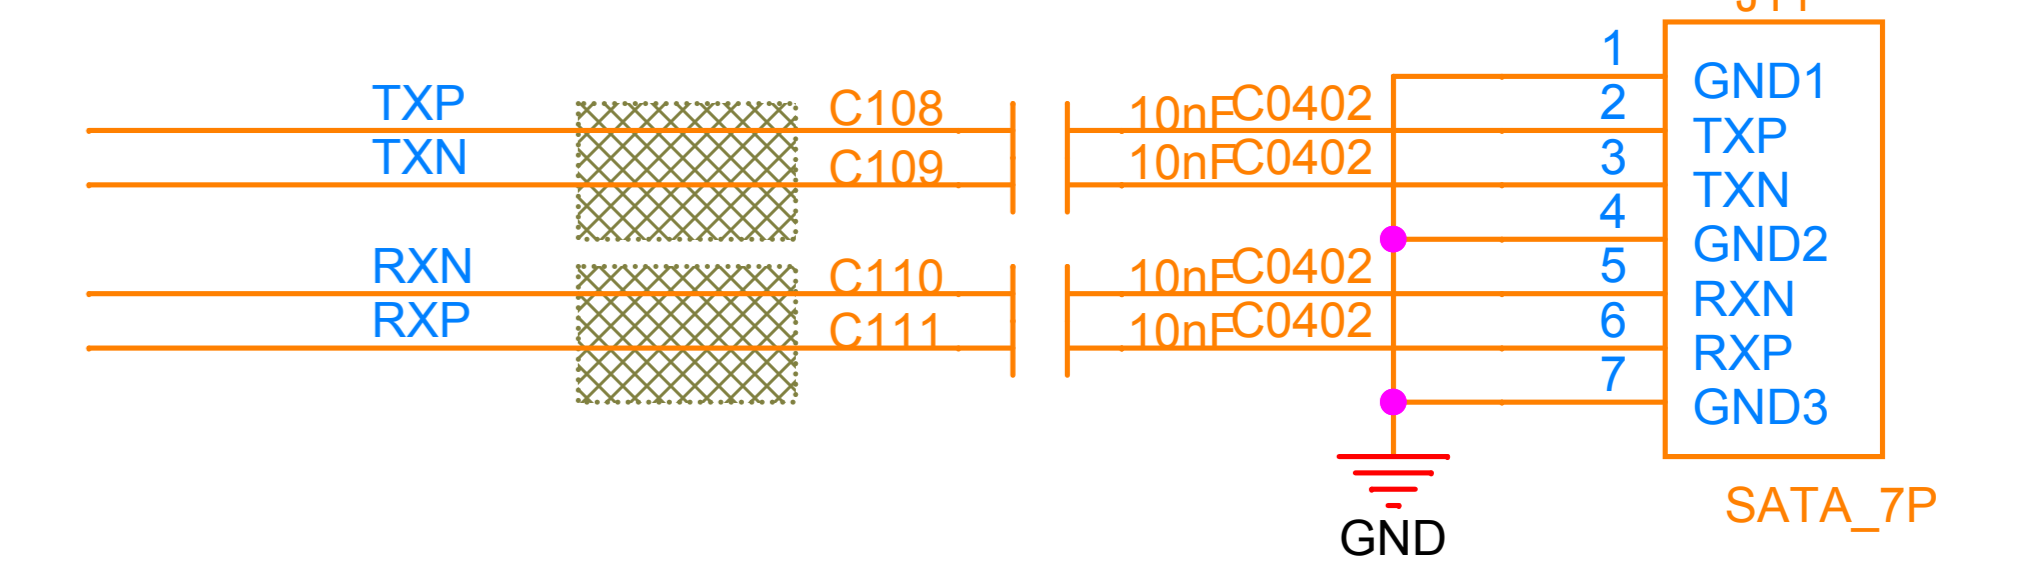 1
GND1
TXP C108 10nF C0402 2
TXP
TXN C109 10nF C0402 3
TXN
4
GND2
RXN C110 10nF C0402 5
RXN
RXP C111 10nF C0402 6
RXP
7
GND3
SATA_7P
GND